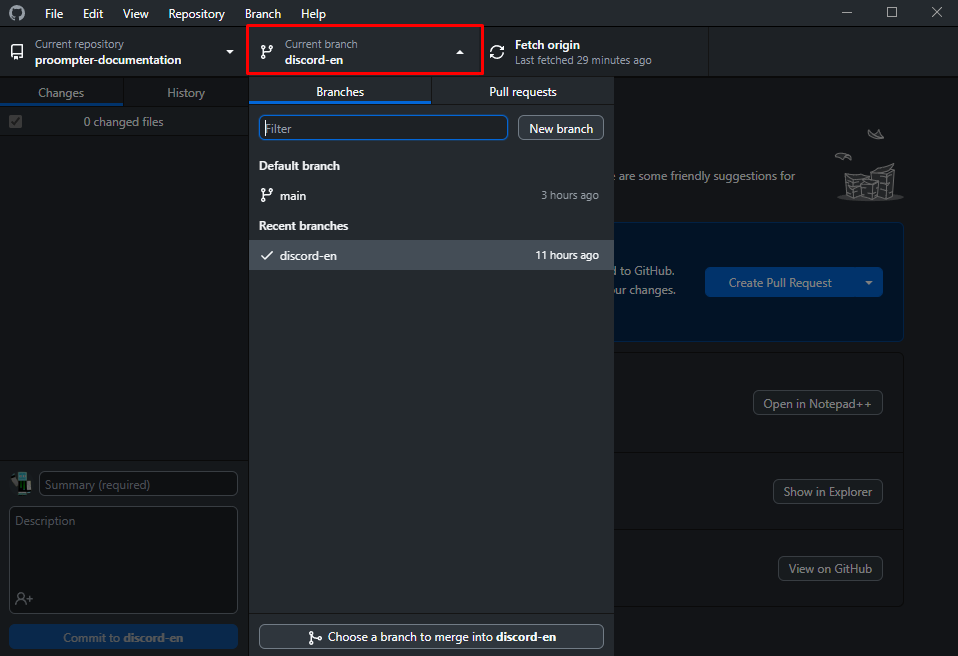 File Edit View Repository Branch Help
Current repository
proompter-documentation
Current branch
discord-en
Fetch origin
Last fetched 29 minutes ago
Changes History
0 changed files
Branches Pull requests
Filter
New branch
Default branch
main 3 hours ago
Recent branches
discord-en 11 hours ago
are some friendly suggestions for
to GitHub.
changes.
Create Pull Request
Open in Notepad++
Show in Explorer
View on GitHub
Summary (required)
Description
Commit to discord-en
Choose a branch to merge into discord-en